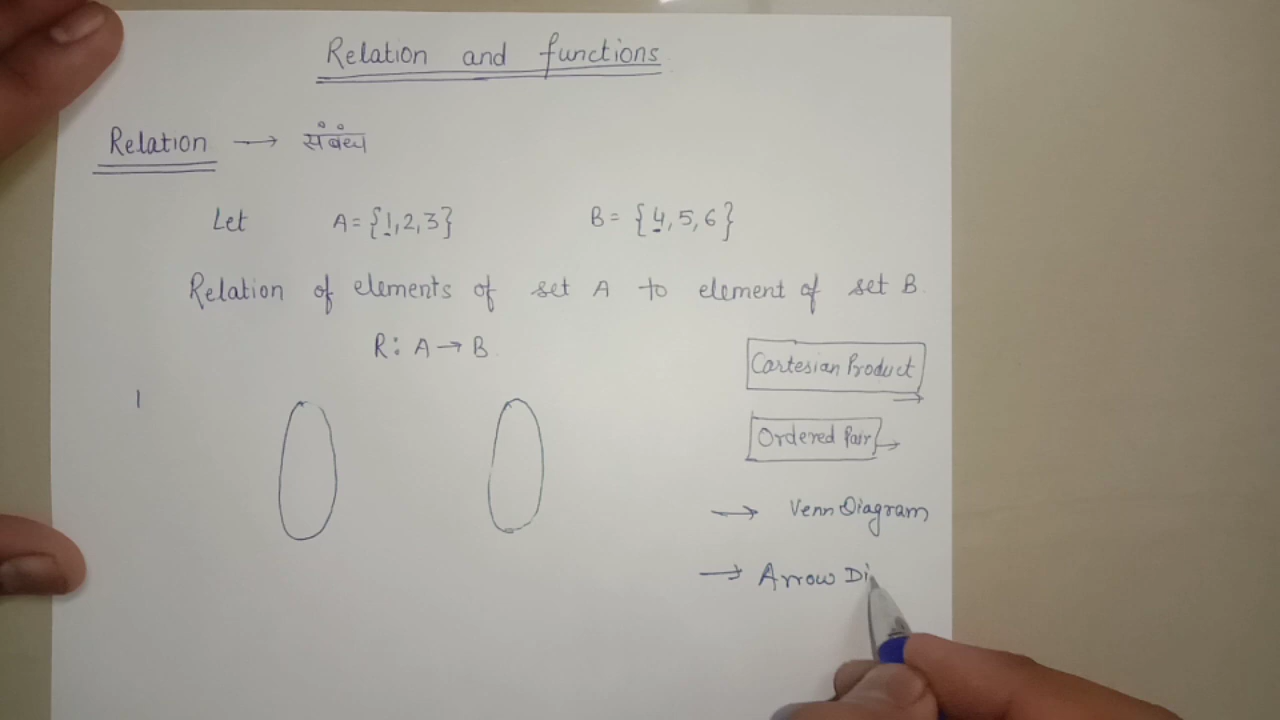 Relation and functions
Relation → संबंध
Let A = {1,2,3} B = {4,5,6}
Relation of elements of set A to element of set B.
R: A → B
1
Cartesian Product →
Ordered Pair →
→ Venn Diagram
→ Arrow Di